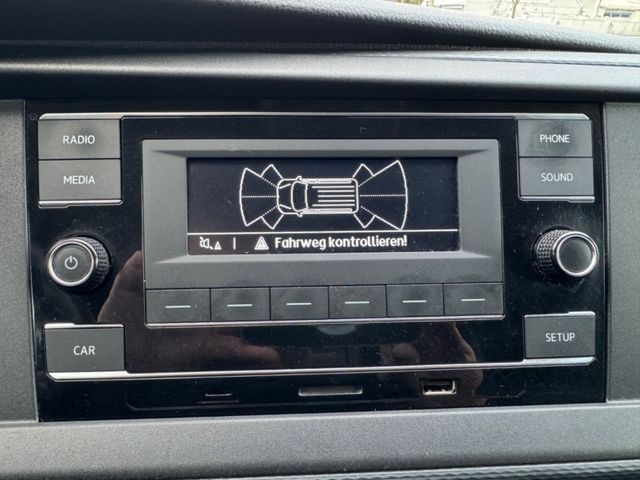 RADIO
MEDIA
PHONE
SOUND
Fahrweg kontrollieren!
CAR
SETUP